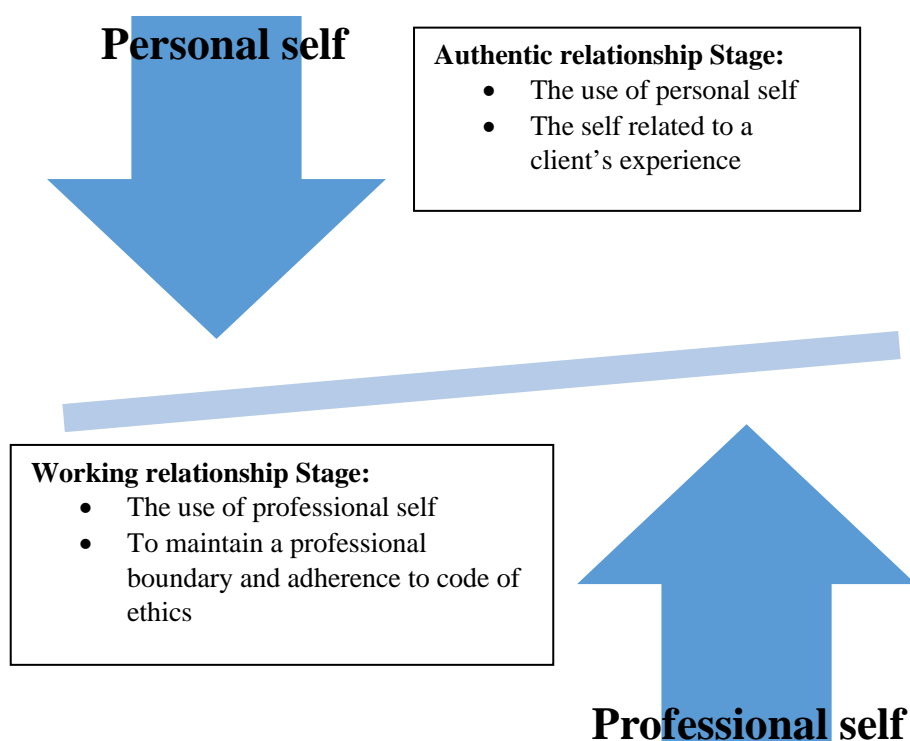 Personal self
Authentic relationship Stage:
• The use of personal self
• The self related to a
client’s experience
Working relationship Stage:
• The use of professional self
• To maintain a professional
boundary and adherence to code of
ethics
Professional self